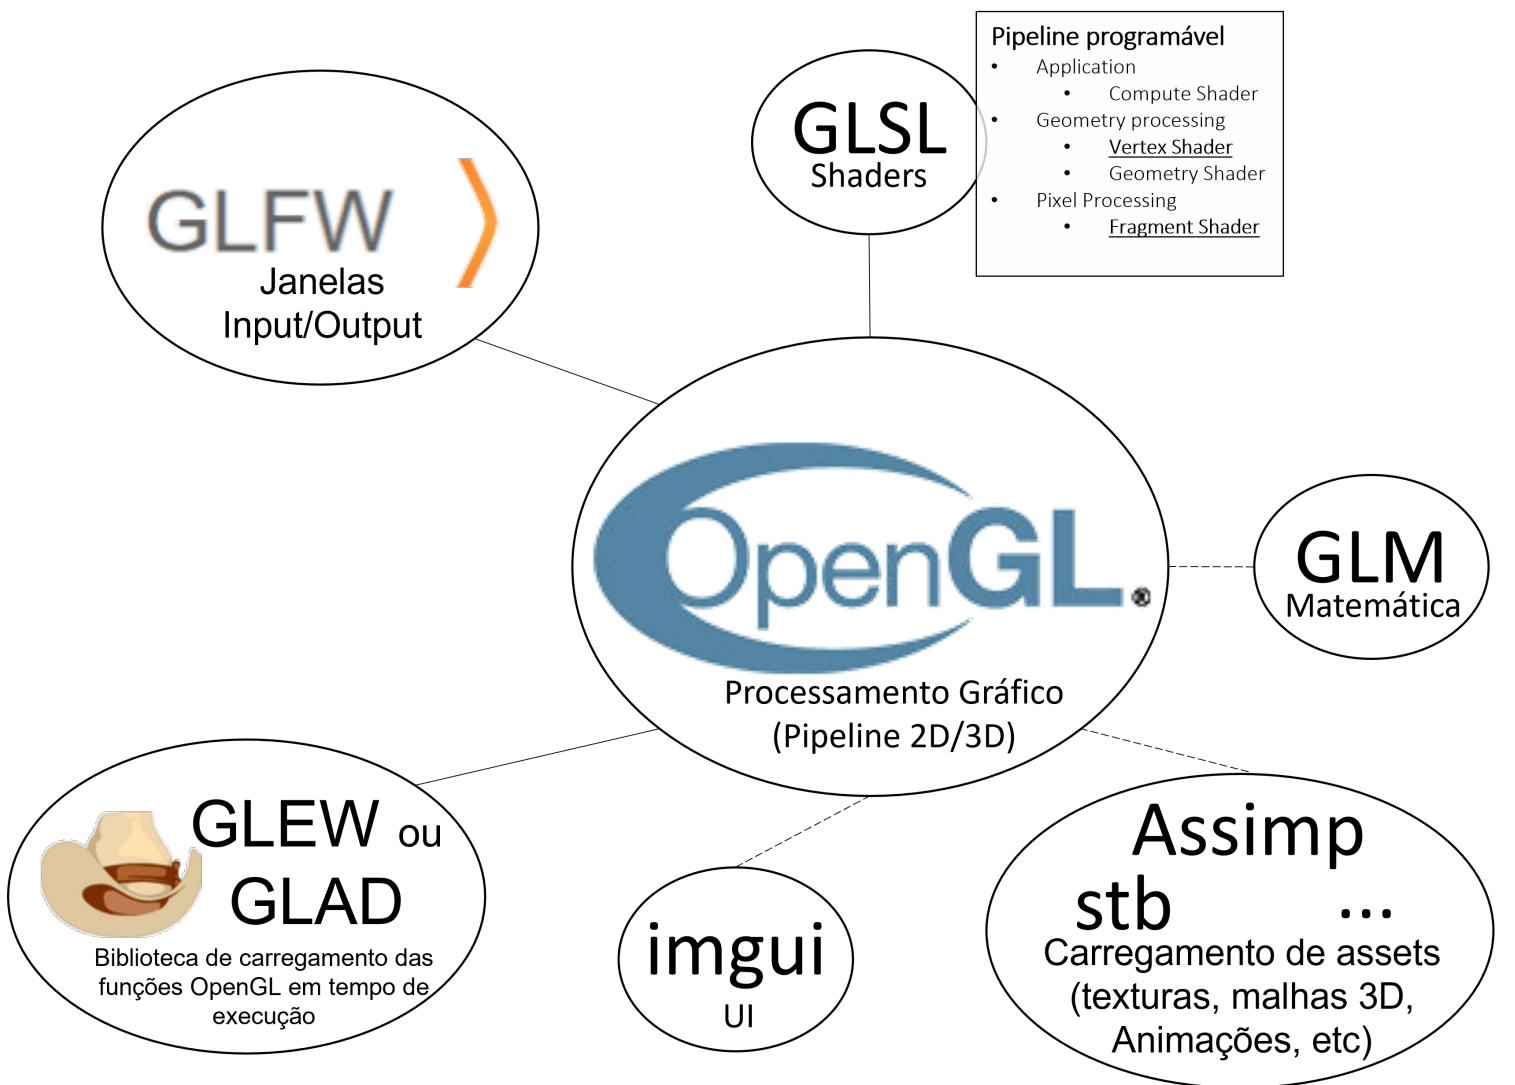 Pipeline programável
• Application
• Compute Shader
• Geometry processing
• Vertex Shader
• Geometry Shader
• Pixel Processing
• Fragment Shader
GLSL
Shaders
GLFW
Janelas
Input/Output
OpenGL®
Processamento Gráfico
(Pipeline 2D/3D)
GLM
Matemática
GLEW ou
GLAD
Biblioteca de carregamento das
funções OpenGL em tempo de
execução
imgui
UI
Assimp
stb ...
Carregamento de assets
(texturas, malhas 3D,
Animações, etc)